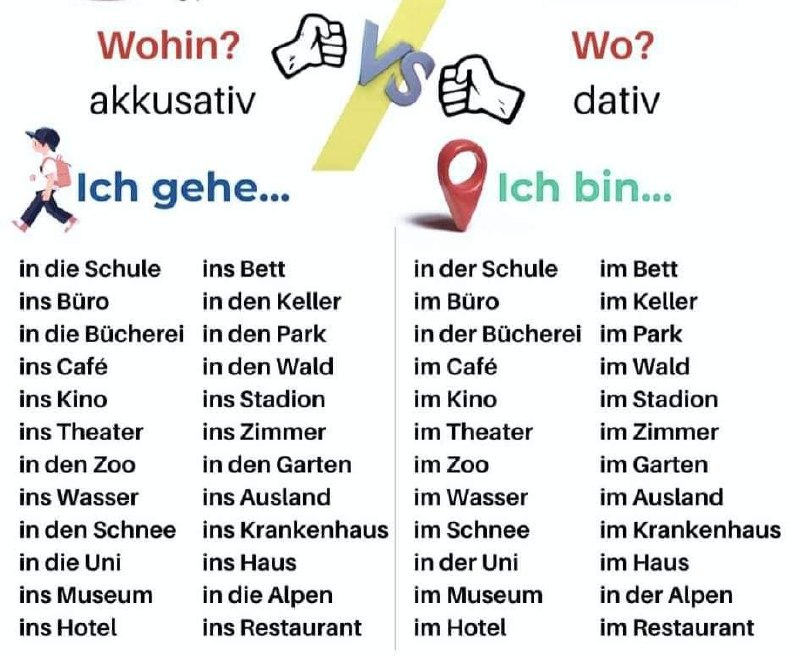 Wohin?
akkusativ
VS
Wo?
dativ
Ich gehe...
in die Schule
ins Büro
in die Bücherei
ins Café
ins Kino
ins Theater
in den Zoo
ins Wasser
in den Schnee
in die Uni
ins Museum
ins Hotel
ins Bett
in den Keller
in den Park
in den Wald
ins Stadion
ins Zimmer
in den Garten
ins Ausland
ins Krankenhaus
ins Haus
in die Alpen
ins Restaurant
Ich bin...
in der Schule
im Büro
in der Bücherei
im Café
im Kino
im Theater
im Zoo
im Wasser
im Schnee
in der Uni
im Museum
im Hotel
im Bett
im Keller
im Park
im Wald
im Stadion
im Zimmer
im Garten
im Ausland
im Krankenhaus
im Haus
in der Alpen
im Restaurant